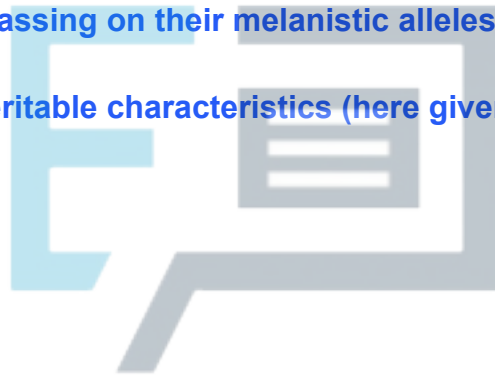 assing on their melanistic alleles
ritable characteristics (here give